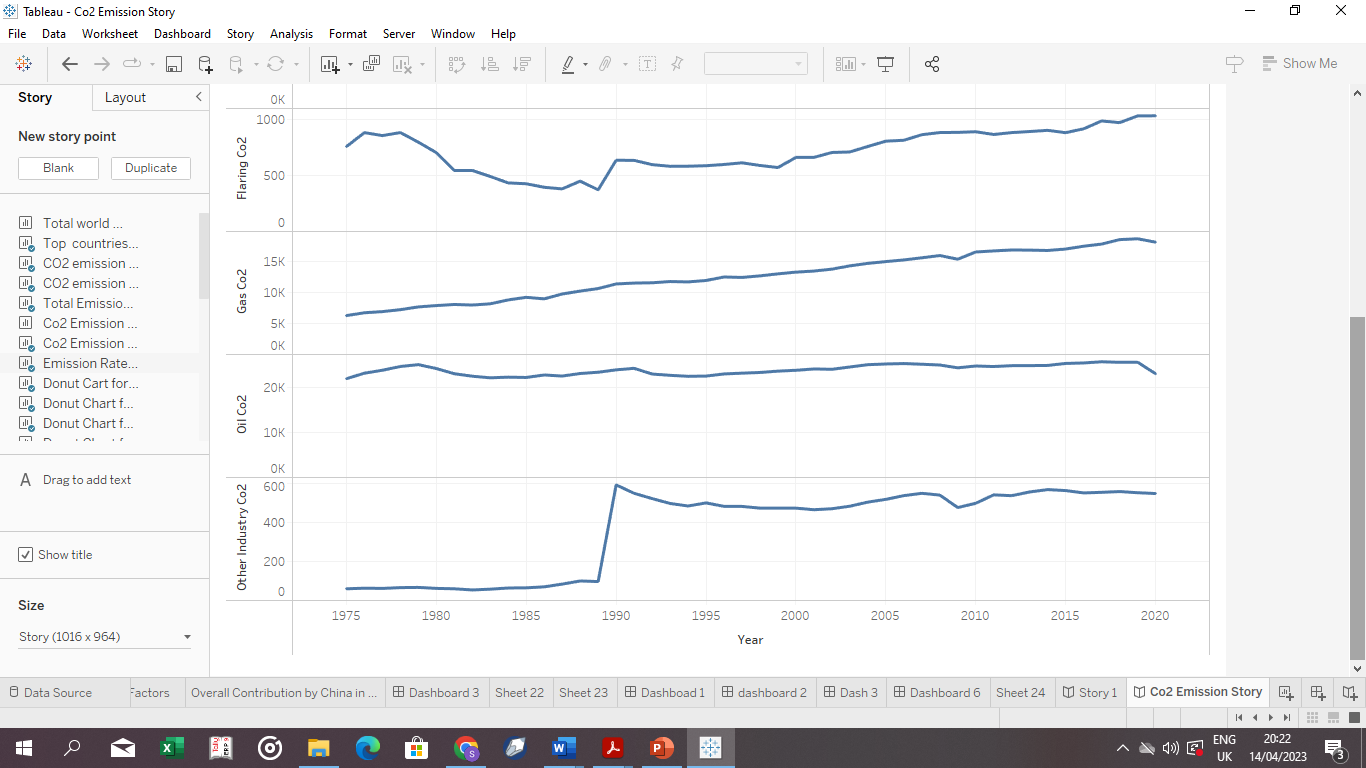 Tableau - Co2 Emission Story
File Data Worksheet Dashboard Story Analysis Format Server Window Help
Show Me
Story Layout
New story point
Blank Duplicate
Total world ...
Top countries...
CO2 emission ...
CO2 emission ...
Total Emissio...
Co2 Emission ...
Co2 Emission ...
Emission Rate...
Donut Cart for...
Donut Chart f...
Donut Chart f...
A Drag to add text
Show title
Size
Story (1016 x 964)
0K
Flaring Co2
1000
500
0
Gas Co2
15K
10K
5K
0K
Oil Co2
20K
10K
0K
Other Industry Co2
600
400
200
0
1975 1980 1985 1990 1995 2000 2005 2010 2015 2020
Year
Data Source Factors Overall Contribution by China in ... Dashboard 3 Sheet 22 Sheet 23 Dashboad 1 dashboard 2 Dash 3 Dashboard 6 Sheet 24 Story 1 Co2 Emission Story
ENG 20:22
UK 14/04/2023 3